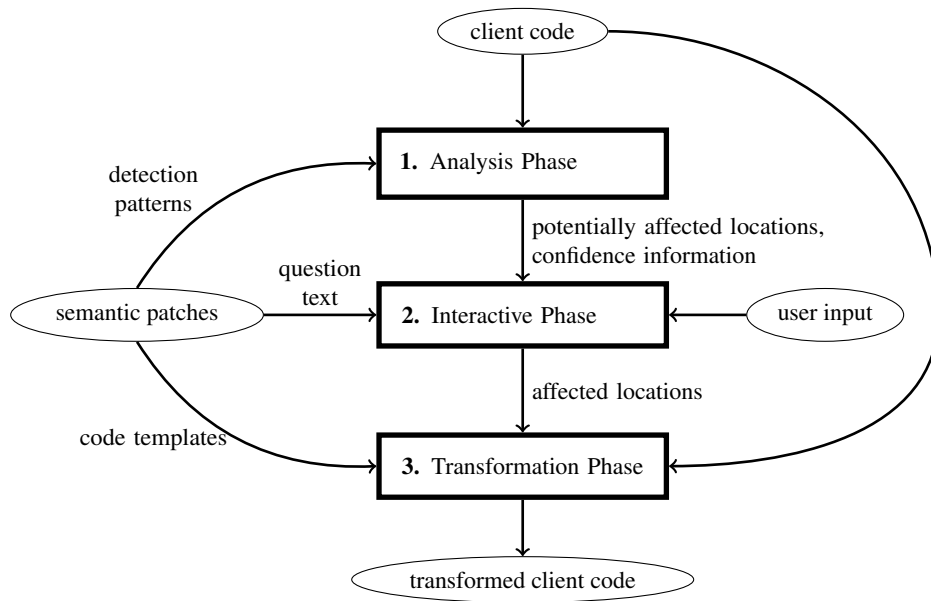 client code
1. Analysis Phase
detection
patterns
potentially affected locations,
confidence information
question
text
semantic patches
2. Interactive Phase
user input
affected locations
code templates
3. Transformation Phase
transformed client code